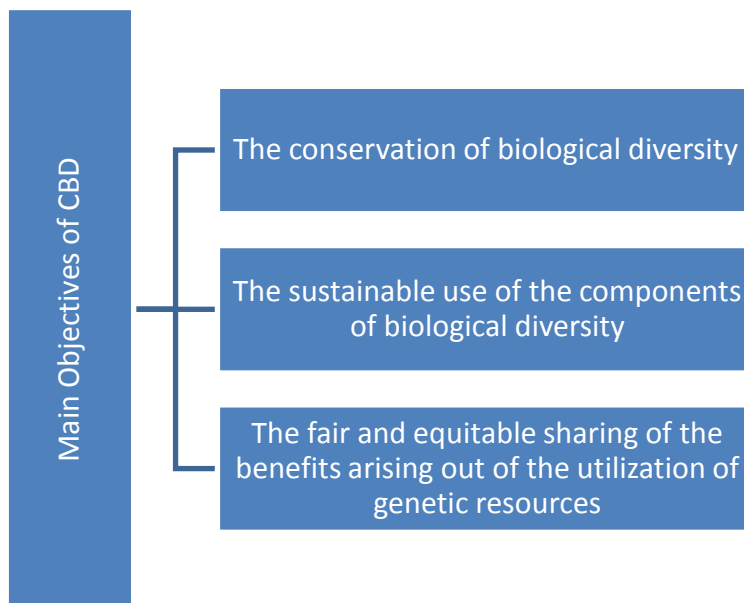 Main Objectives of CBD
The conservation of biological diversity
The sustainable use of the components
of biological diversity
The fair and equitable sharing of the
benefits arising out of the utilization of
genetic resources